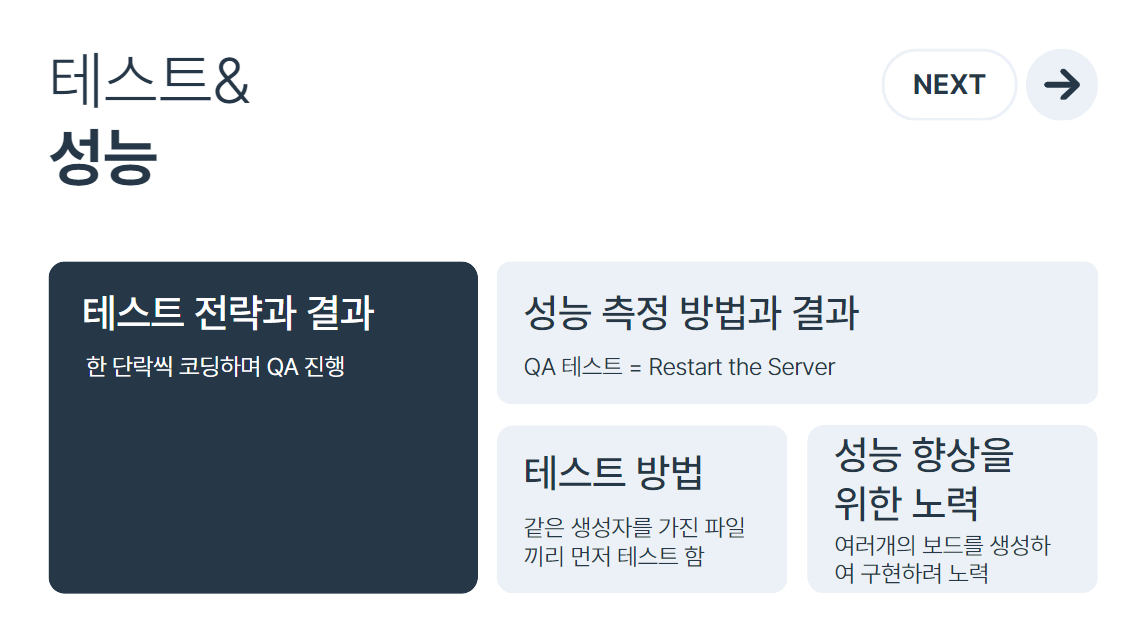 테스트&
성능
NEXT
테스트 전략과 결과
한 단락씩 코딩하며 QA 진행
성능 측정 방법과 결과
QA 테스트 = Restart the Server
테스트 방법
같은 생성자를 가진 파일
끼리 먼저 테스트 함
성능 향상을
위한 노력
여러개의 보드를 생성하
여 구현하려 노력